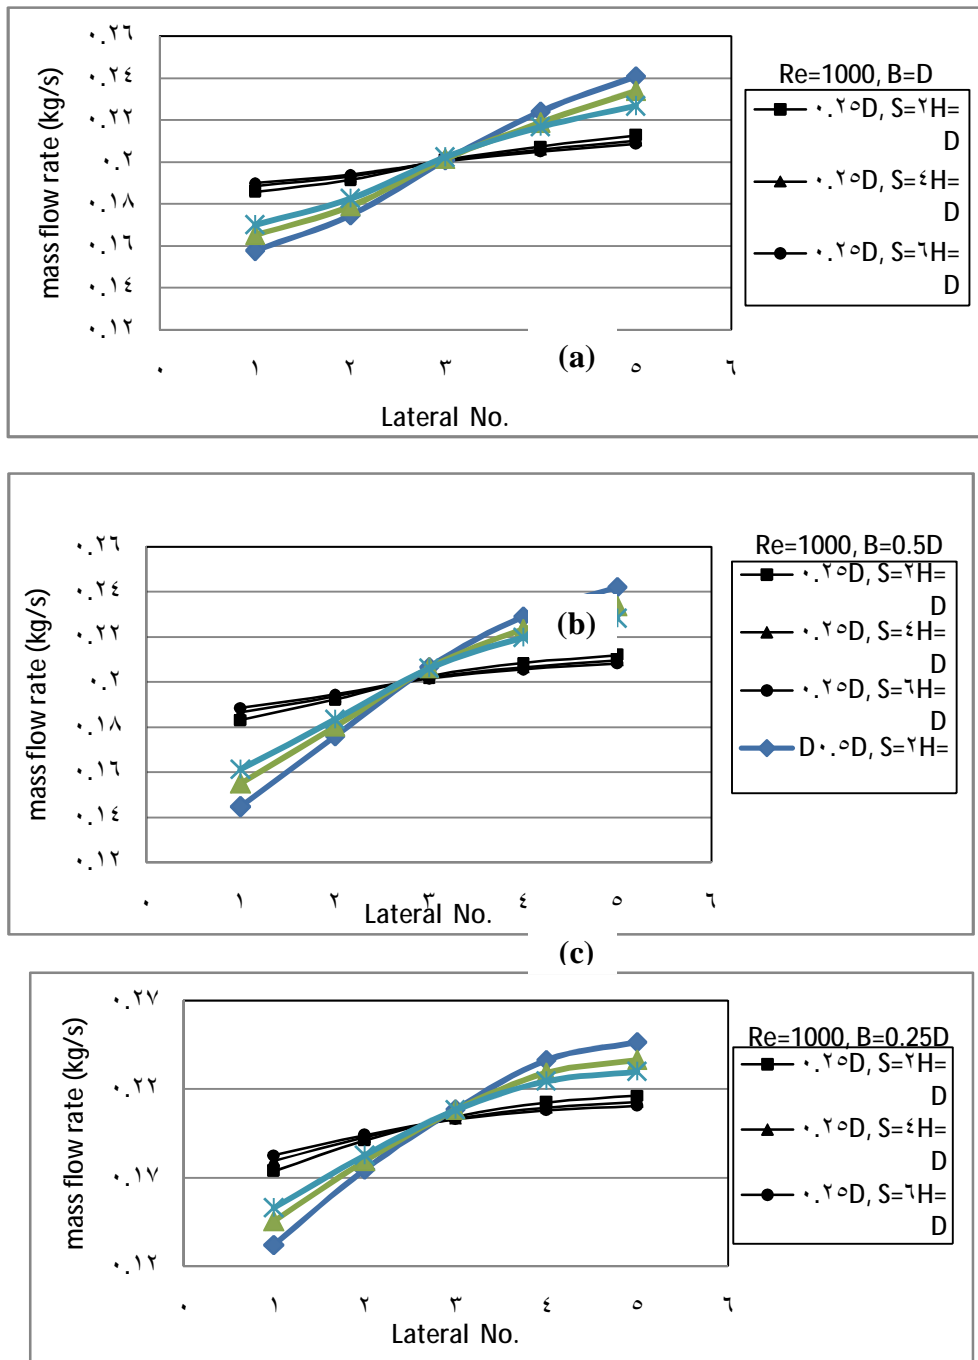 ٠.٢٦
٠.٢٤
٠.٢٢
٠.٢
٠.١٨
٠.١٦
٠.١٤
٠.١٢
mass flow rate (kg/s)
٠ ١ ٢ ٣ ٤ ٥ ٦
(a)
Lateral No.
Re=1000, B=D
٠.٢٥D, S=٢H=
D
٠.٢٥D, S=٤H=
D
٠.٢٥D, S=٦H=
D
٠.٢٦
٠.٢٤
٠.٢٢
٠.٢
٠.١٨
٠.١٦
٠.١٤
٠.١٢
mass flow rate (kg/s)
(b)
٠ ١ ٢ ٣ ٤ ٥ ٦
Lateral No.
Re=1000, B=0.5D
٠.٢٥D, S=٢H=
D
٠.٢٥D, S=٤H=
D
٠.٢٥D, S=٦H=
D
D٠.٥D, S=٢H=
(c)
٠.٢٧
٠.٢٢
٠.١٧
٠.١٢
mass flow rate (kg/s)
٠ ١ ٢ ٣ ٤ ٥ ٦
Lateral No.
Re=1000, B=0.25D
٠.٢٥D, S=٢H=
D
٠.٢٥D, S=٤H=
D
٠.٢٥D, S=٦H=
D